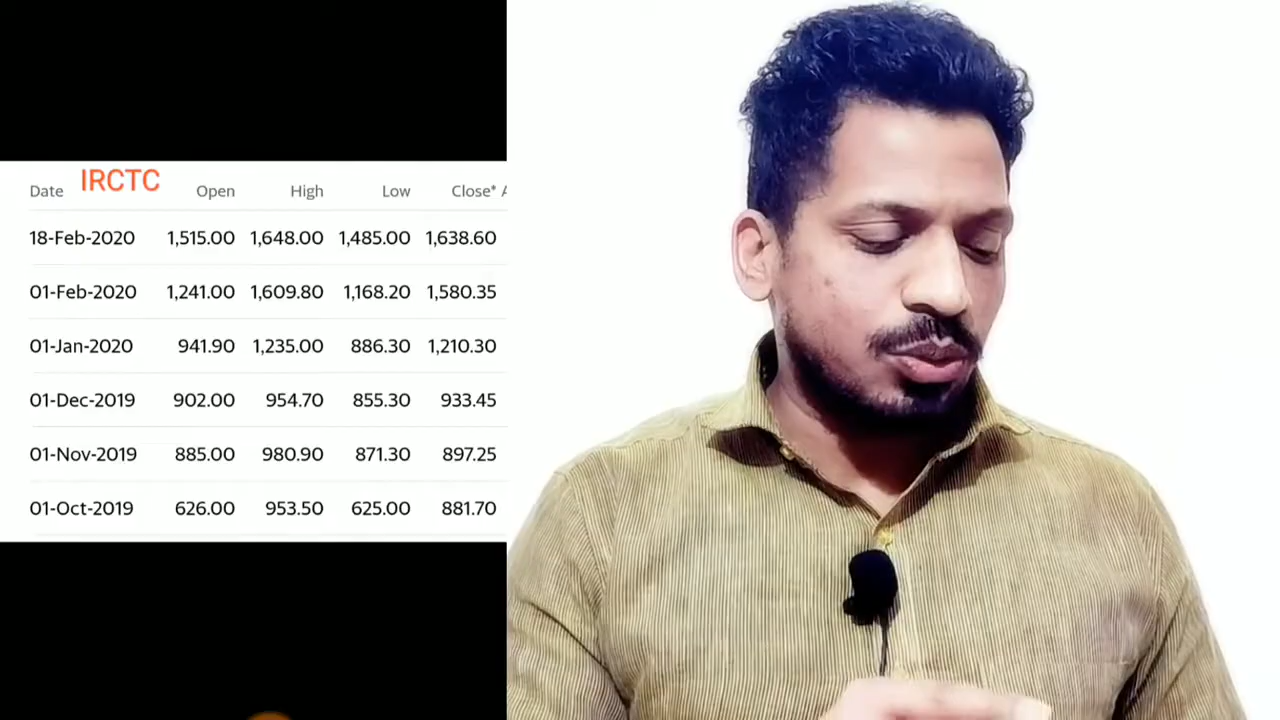 IRCTC
Date Open High Low Close*
18-Feb-2020 1,515.00 1,648.00 1,485.00 1,638.60
01-Feb-2020 1,241.00 1,609.80 1,168.20 1,580.35
01-Jan-2020 941.90 1,235.00 886.30 1,210.30
01-Dec-2019 902.00 954.70 855.30 933.45
01-Nov-2019 885.00 980.90 871.30 897.25
01-Oct-2019 626.00 953.50 625.00 881.70